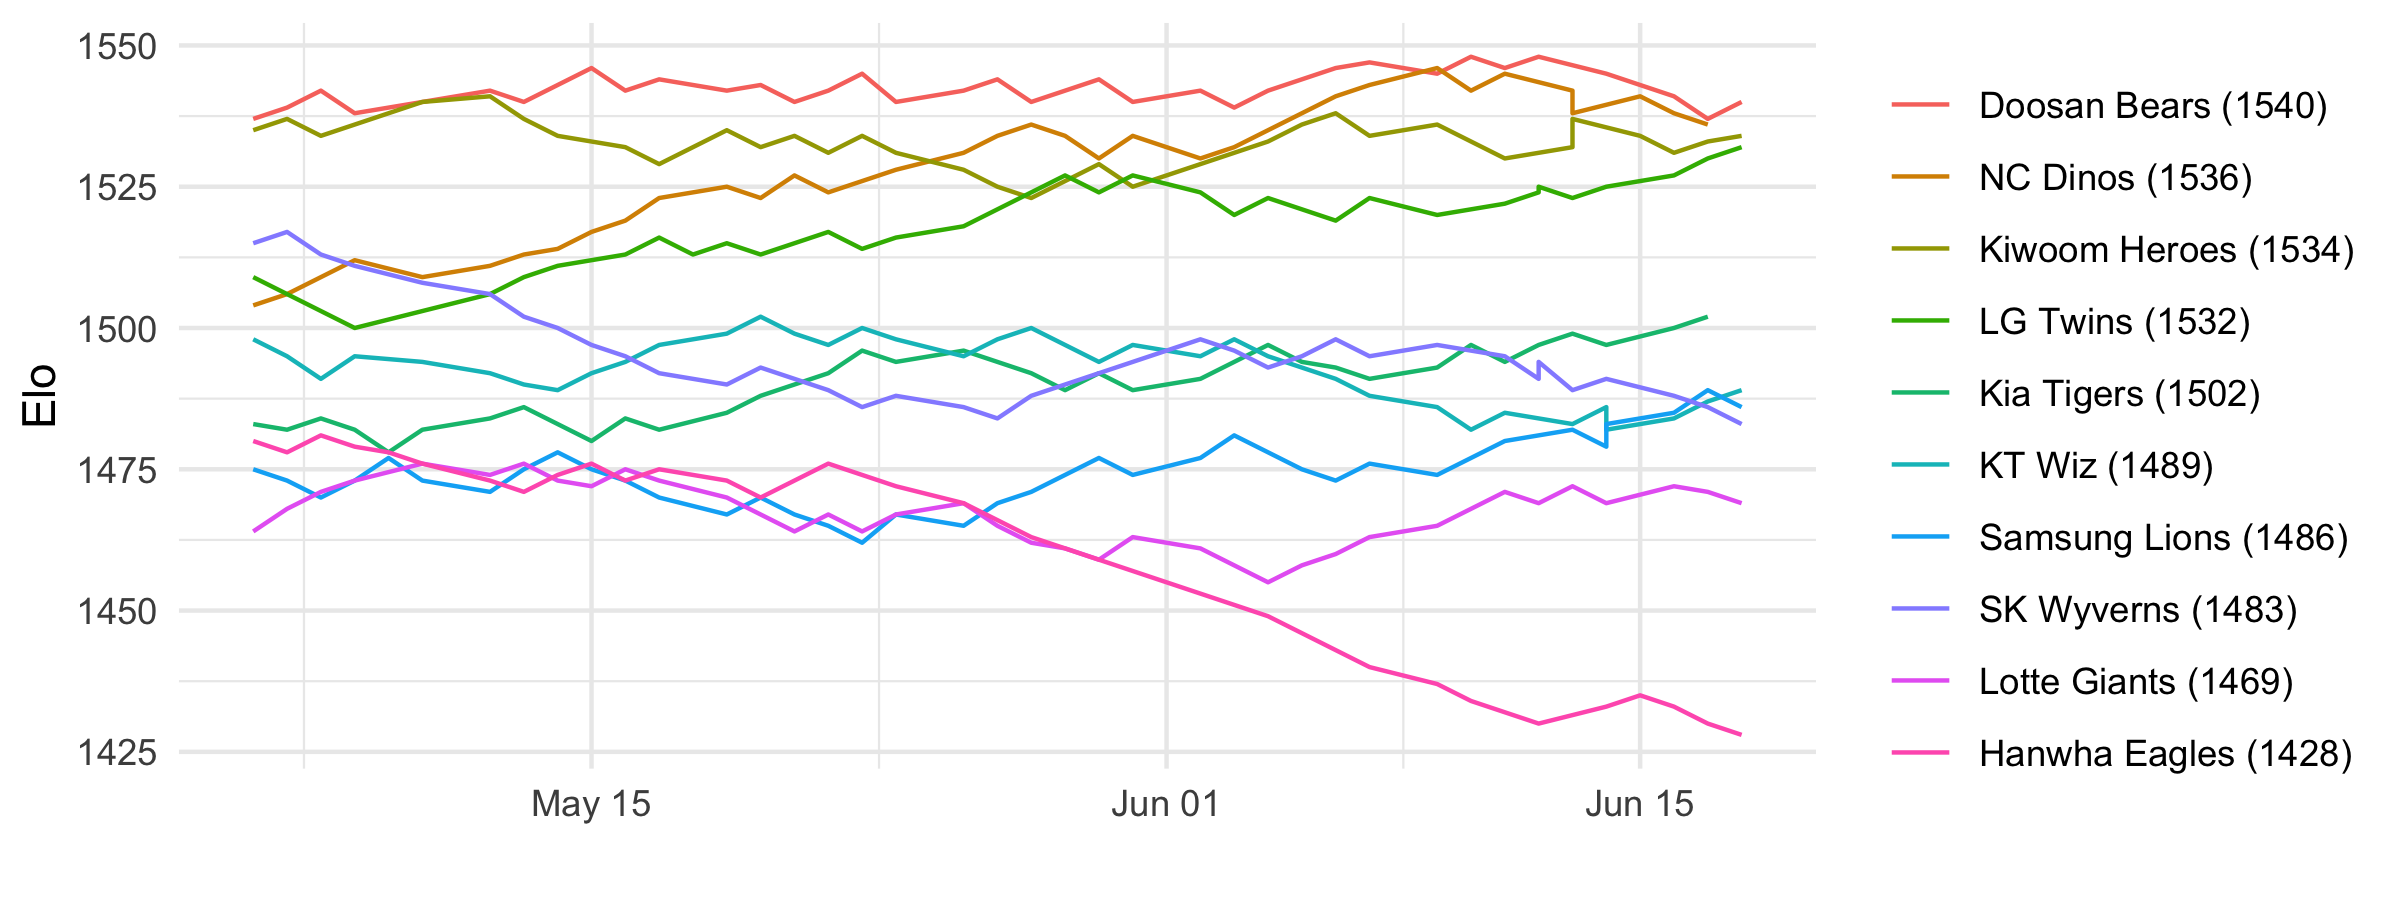 1550
1525
1500
1475
1450
1425
Elo
May 15
Jun 01
Jun 15
Doosan Bears (1540)
NC Dinos (1536)
Kiwoom Heroes (1534)
LG Twins (1532)
Kia Tigers (1502)
KT Wiz (1489)
Samsung Lions (1486)
SK Wyverns (1483)
Lotte Giants (1469)
Hanwha Eagles (1428)